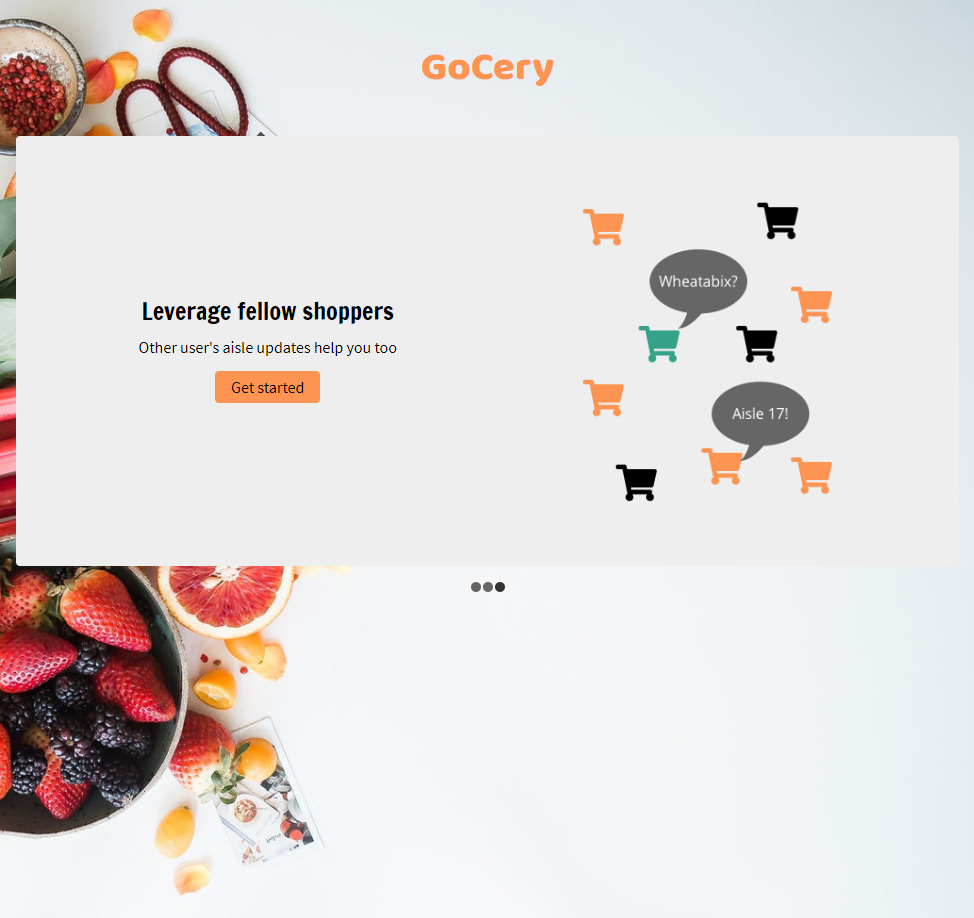 GoCery
Leverage fellow shoppers
Other user's aisle updates help you too
Get started
Wheatabix?
Aisle 17!